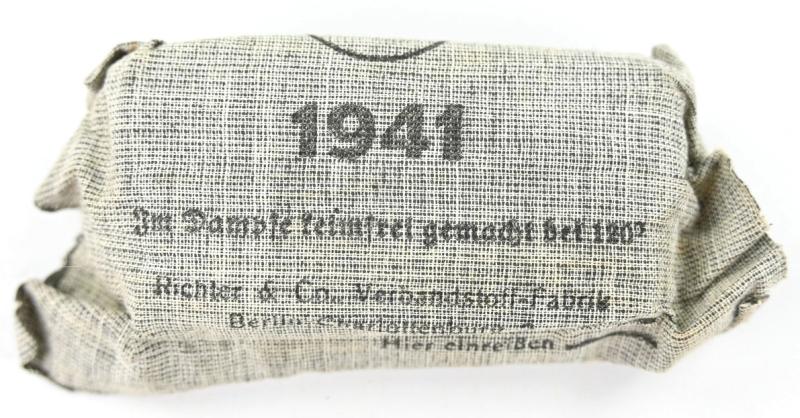 1941
Im Dampfe keimfrei gemacht bei 120°
Richter & Co., Verbandstoff-Fabrik
Berlin-Charlottenburg
Hier einreißen